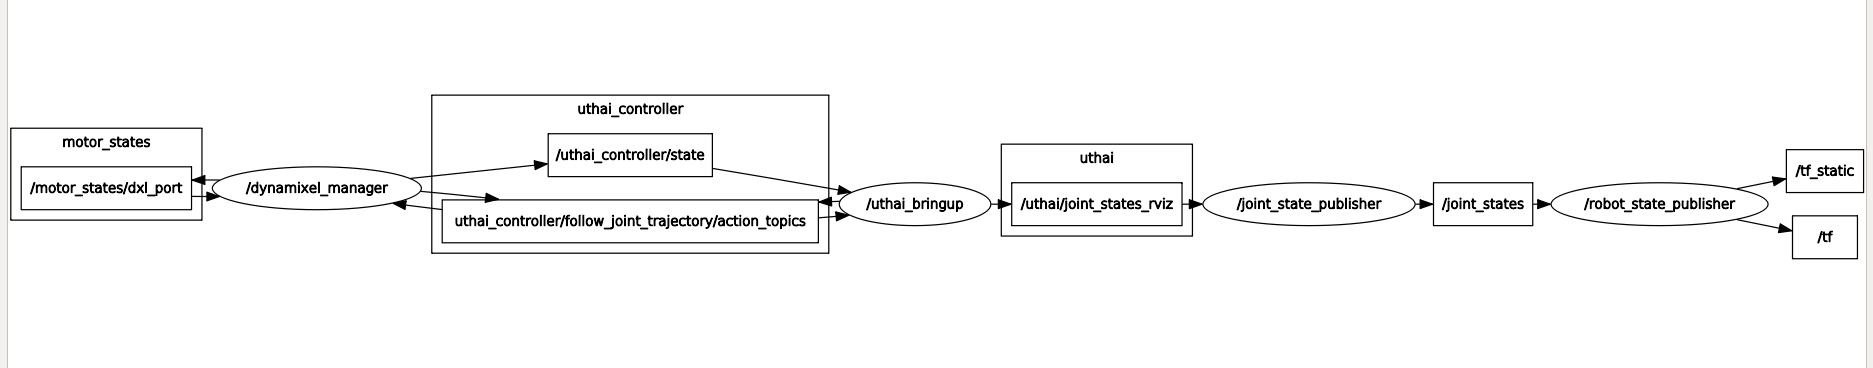 motor_states
/motor_states/dxl_port
/dynamixel_manager
uthai_controller
/uthai_controller/state
uthai_controller/follow_joint_trajectory/action_topics
/uthai_bringup
uthai
/uthai/joint_states_rviz
/joint_state_publisher
/joint_states
/robot_state_publisher
/tf_static
/tf